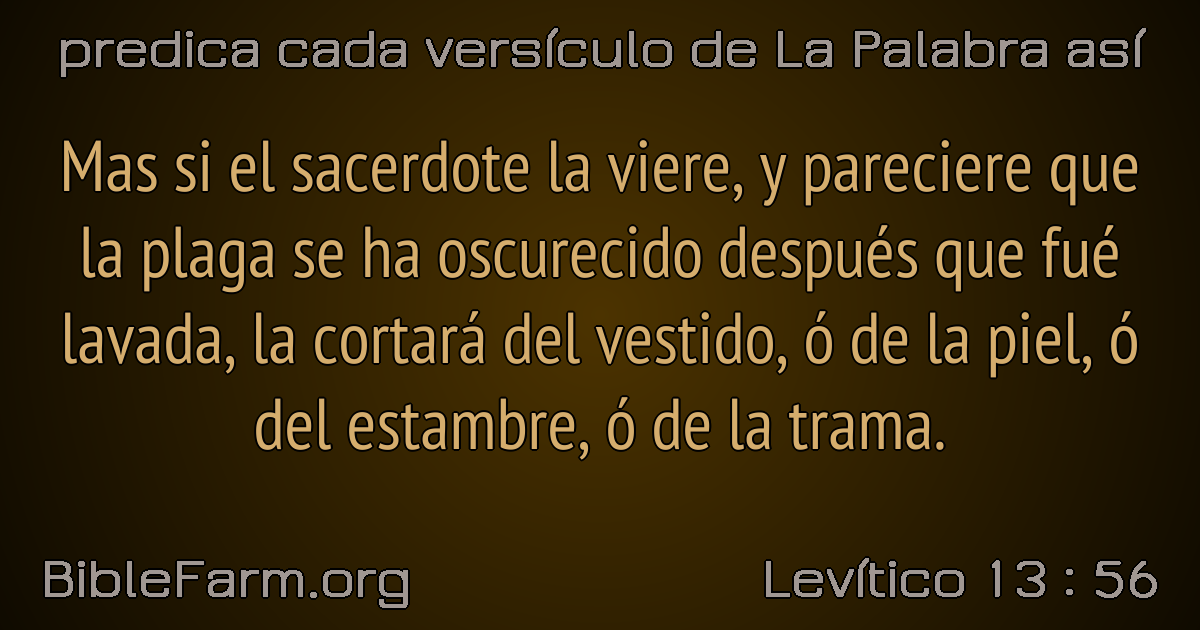 predica cada versículo de La Palabra así
Mas si el sacerdote la viere, y pareciere que
la plaga se ha oscurecido después que fué
lavada, la cortará del vestido, ó de la piel, ó
del estambre, ó de la trama.
BibleFarm.org
Levítico 13 : 56